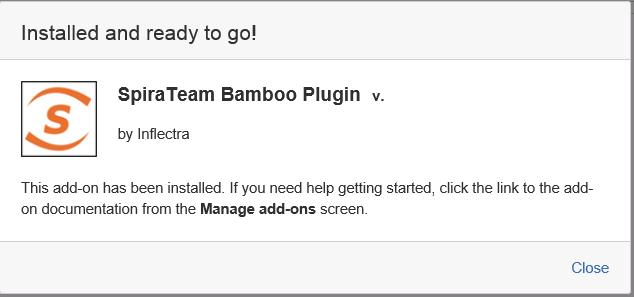 Installed and ready to go!
S
SpiraTeam Bamboo Plugin v.
by Inflectra
This add-on has been installed. If you need help getting started, click the link to the add-
on documentation from the Manage add-ons screen.
Close